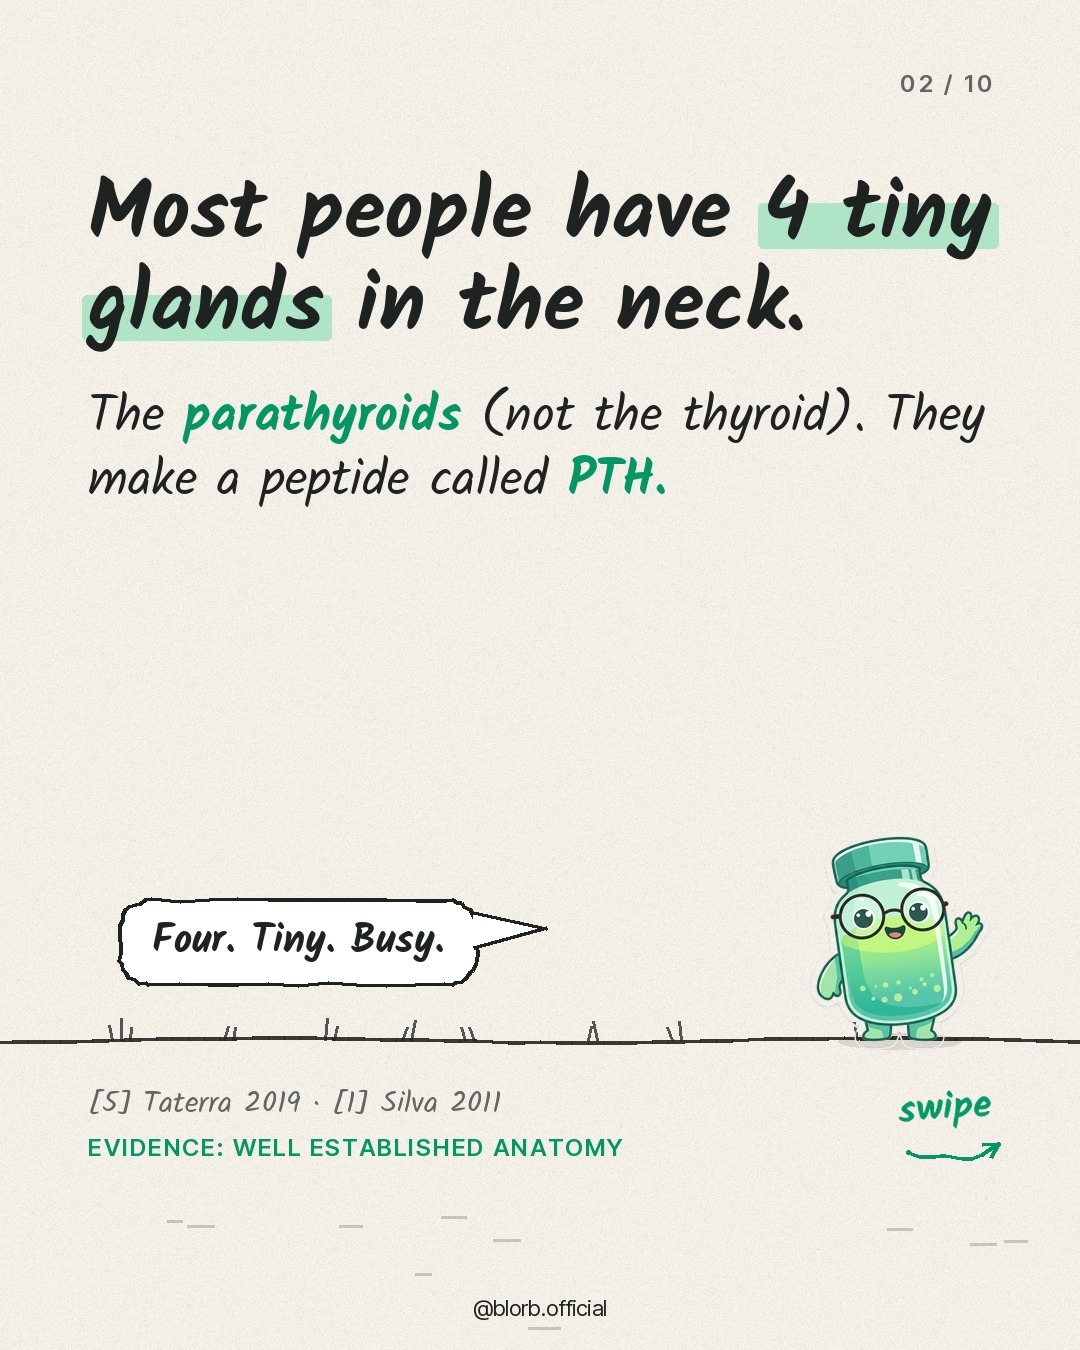 02 / 10
Most people have 4 tiny
glands in the neck.
The parathyroids (not the thyroid). They
make a peptide called PTH.
Four. Tiny. Busy.
[5] Taterra 2019 · [1] Silva 2011
EVIDENCE: WELL ESTABLISHED ANATOMY
swipe
@blorb.official